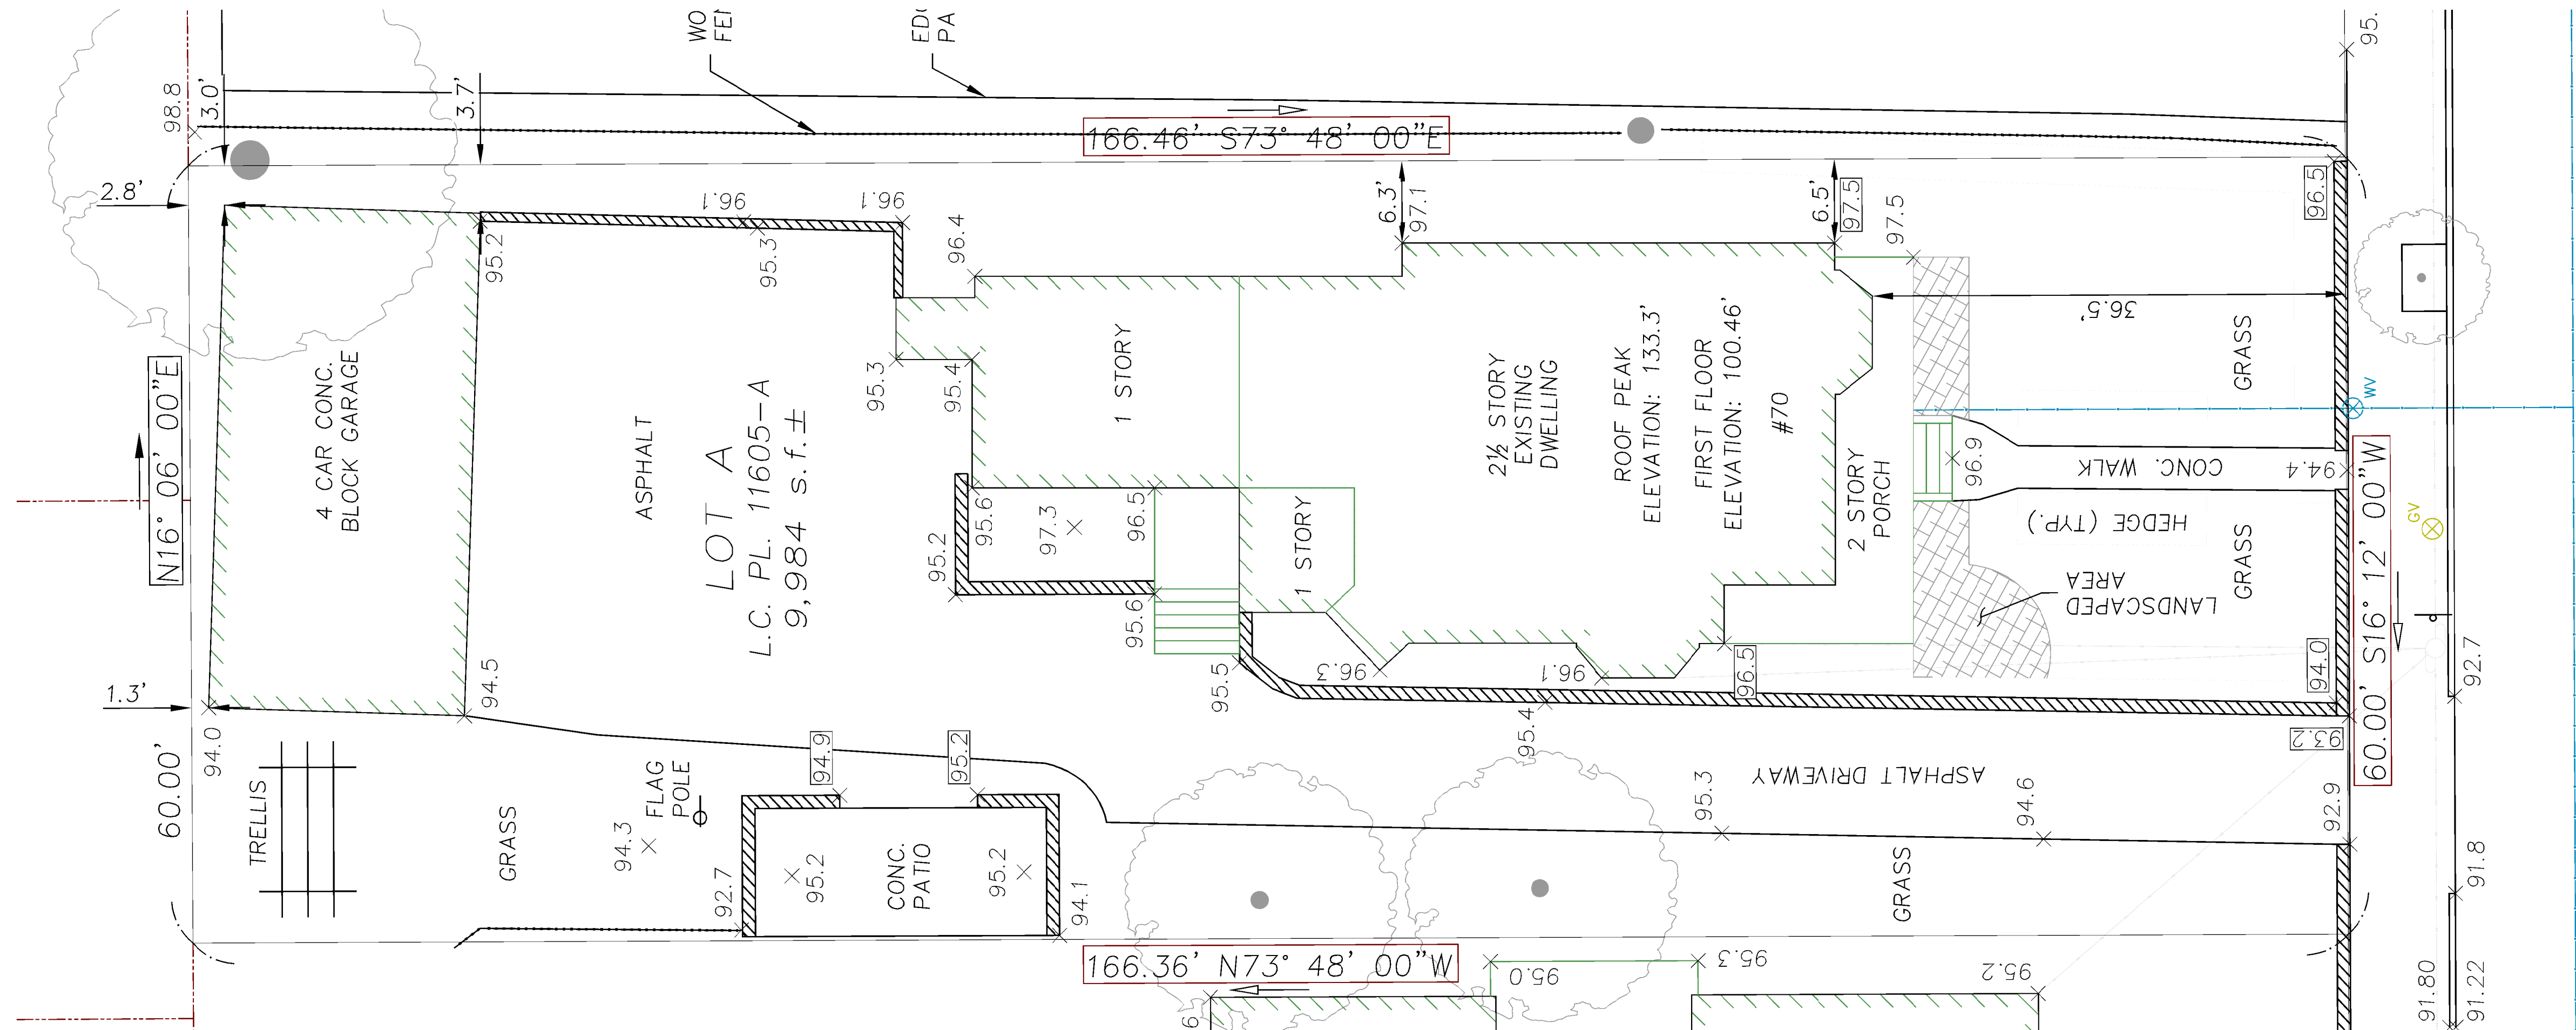 WO
FEN
EDG
PA
95.
98.8
3.0'
3.7'
166.46' S73° 48' 00"E
2.8'
96.1
96.1
96.4
6.3'
97.1
6.5'
97.5
97.5
96.5
95.2
95.3
N16° 06' 00"E
4 CAR CONC.
BLOCK GARAGE
ASPHALT
LOT A
L.C. PL. 11605-A
9,984 s.f.±
95.3
95.4
1 STORY
2½ STORY
EXISTING
DWELLING
ROOF PEAK
ELEVATION: 133.3'
FIRST FLOOR
ELEVATION: 100.46'
#70
36.5'
GRASS
WV
2 STORY
PORCH
96.9
CONC. WALK
94.4
HEDGE (TYP.)
GV
95.2
95.6
97.3
96.5
1 STORY
95.6
LANDSCAPED
AREA
GRASS
60.00' S16° 12' 00"W
94.5
95.5
96.3
96.1
96.5
94.0
92.7
1.3'
94.0
60.00'
TRELLIS
GRASS
FLAG
POLE
94.3
94.9
95.2
92.7
95.2
CONC.
PATIO
95.2
94.1
95.4
95.3
ASPHALT DRIVEWAY
94.6
93.2
92.9
GRASS
91.8
166.36' N73° 48' 00"W
95.0
95.3
95.2
91.80
91.22
6